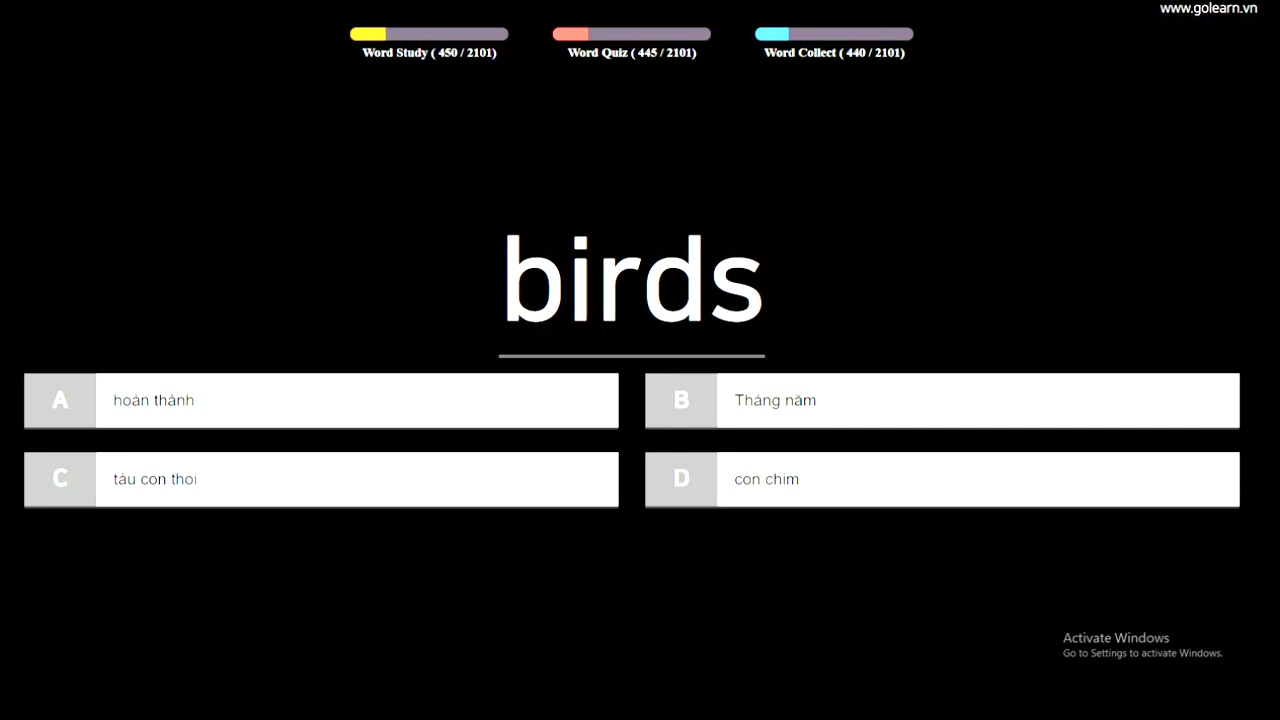 www.golearn.vn
Word Study ( 450 / 2101)
Word Quiz ( 445 / 2101)
Word Collect ( 440 / 2101)
birds
A hoàn thành
B Tháng năm
C tàu con thoi
D con chim
Activate Windows
Go to Settings to activate Windows.